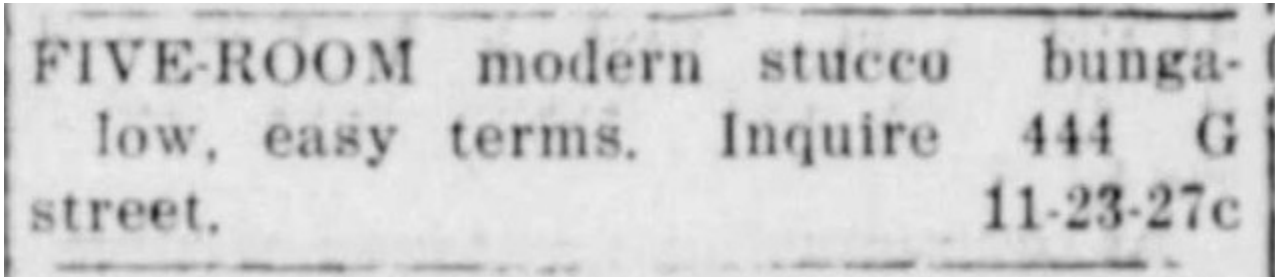 FIVE-ROOM modern stucco bunga-
low, easy terms. Inquire 444 G
street. 11-23-27c